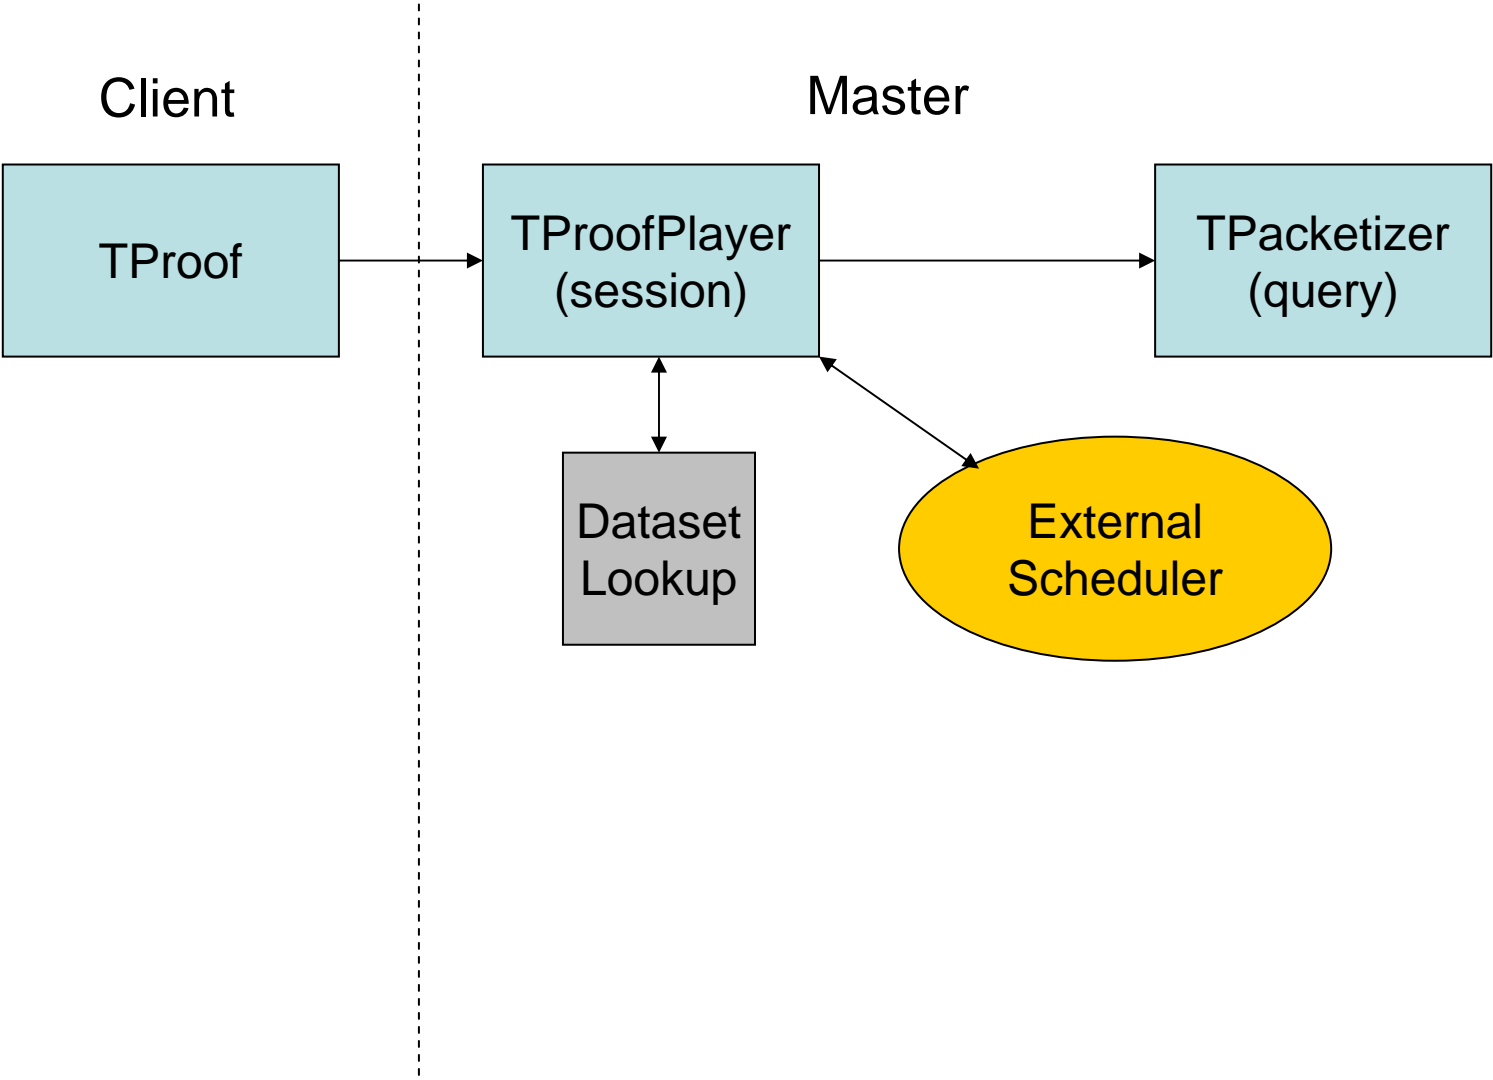 Client
Master
TProof
TProofPlayer
(session)
TPacketizer
(query)
Dataset
Lookup
External
Scheduler